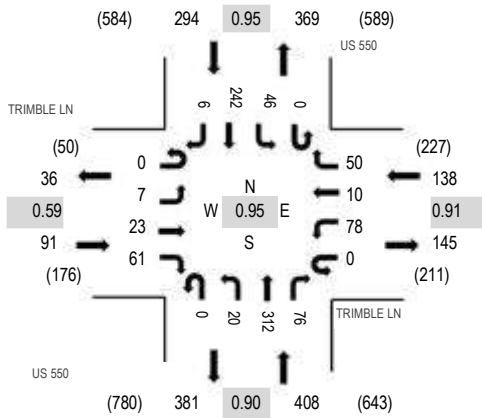 (584) 294 0.95 369 (589)
US 550
TRIMBLE LN
6 242 46 0
(50) 0 50 (227)
36 7 N 10 138
0.59 23 W 0.95 E 78 0.91
91 61 S 0 145
(176) (211)
0 20 312 76
TRIMBLE LN
US 550
(780) 381 0.90 408 (643)